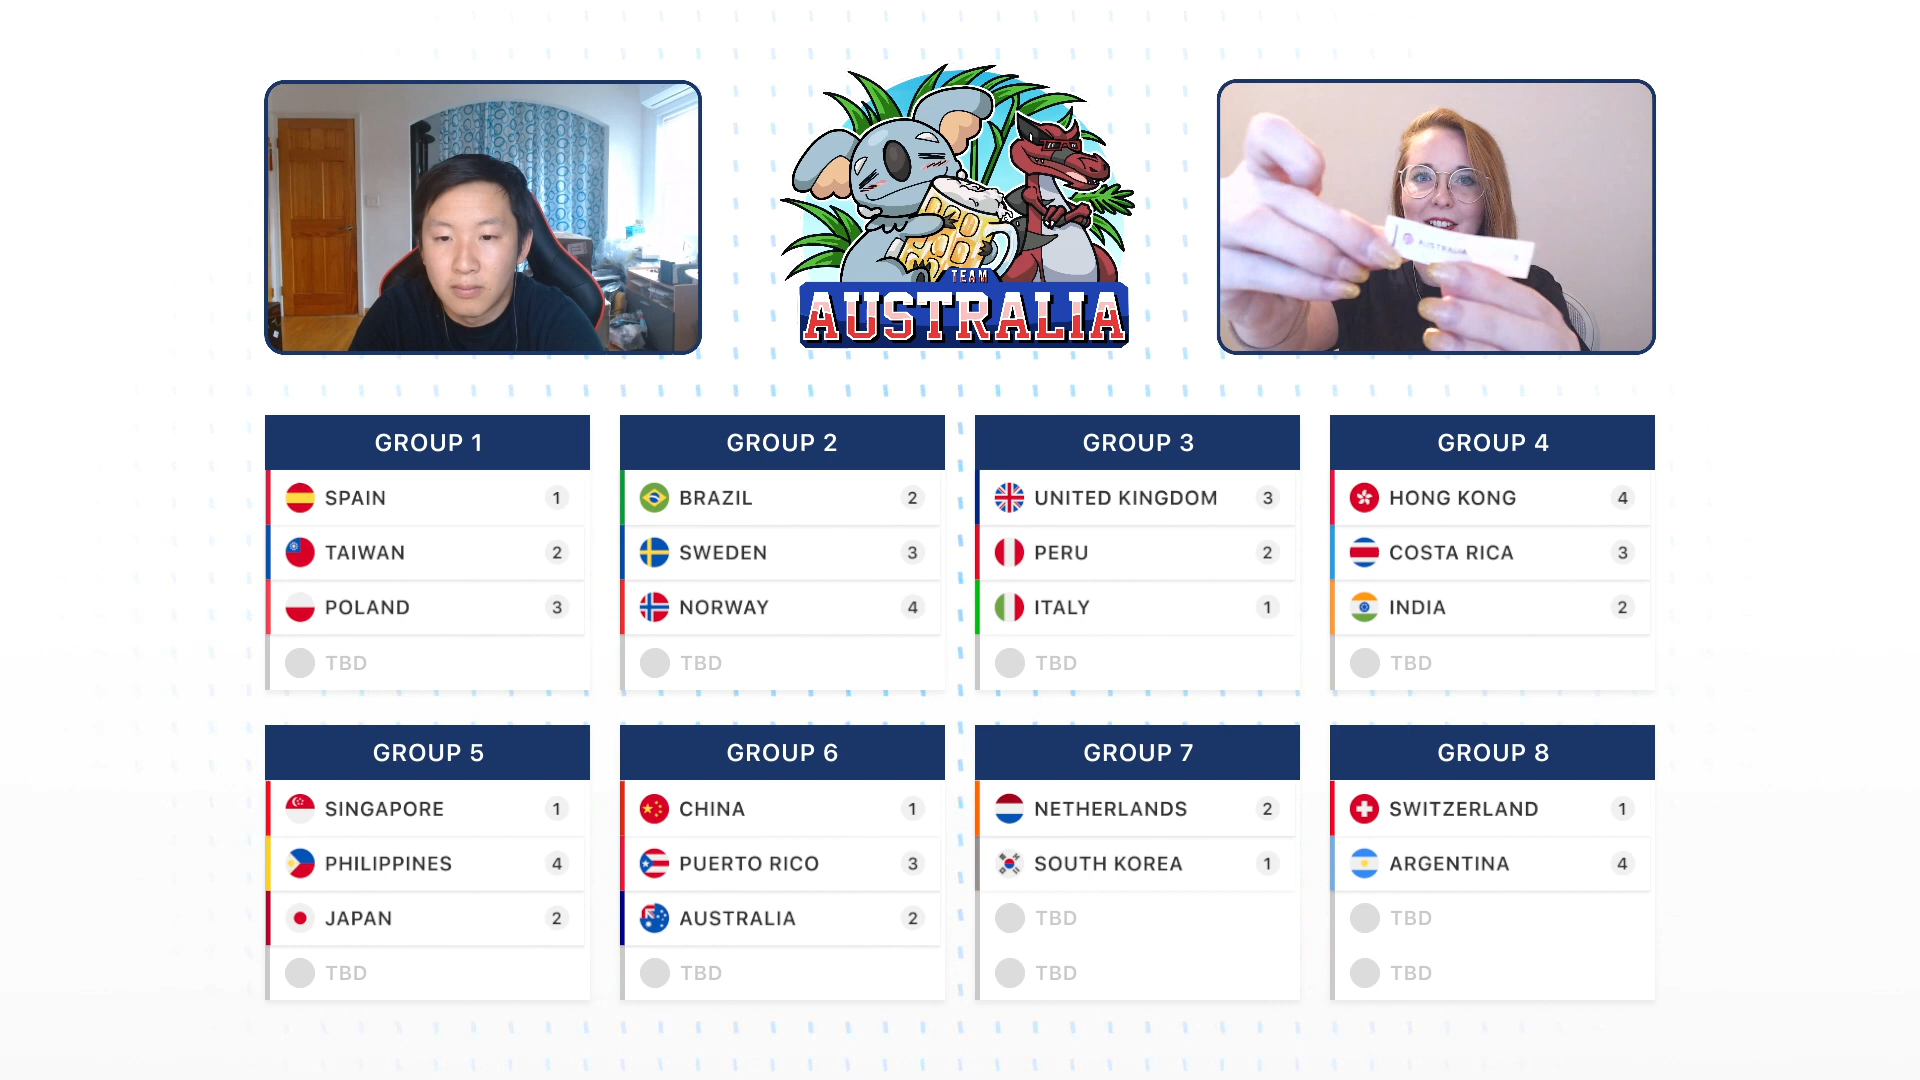 TEAM
AUSTRALIA
AUSTRALIA
GROUP 1
SPAIN 1
TAIWAN 2
POLAND 3
TBD
GROUP 2
BRAZIL 2
SWEDEN 3
NORWAY 4
TBD
GROUP 3
UNITED KINGDOM 3
PERU 2
ITALY 1
TBD
GROUP 4
HONG KONG 4
COSTA RICA 3
INDIA 2
TBD
GROUP 5
SINGAPORE 1
PHILIPPINES 4
JAPAN 2
TBD
GROUP 6
CHINA 1
PUERTO RICO 3
AUSTRALIA 2
TBD
GROUP 7
NETHERLANDS 2
SOUTH KOREA 1
TBD
TBD
GROUP 8
SWITZERLAND 1
ARGENTINA 4
TBD
TBD